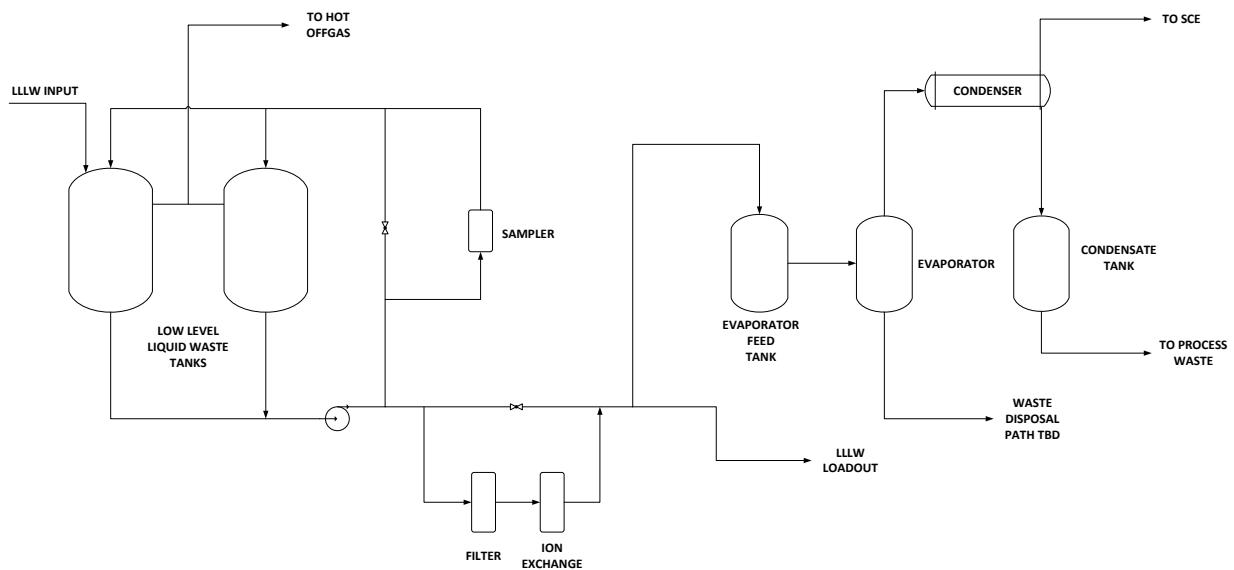 TO HOT
OFFGAS
TO SCE
LLLW INPUT
CONDENSER
SAMPLER
EVAPORATOR
CONDENSATE
TANK
LOW LEVEL
LIQUID WASTE
TANKS
EVAPORATOR
FEED
TANK
TO PROCESS
WASTE
WASTE
DISPOSAL
PATH TBD
LLLW
LOADOUT
FILTER
ION
EXCHANGE